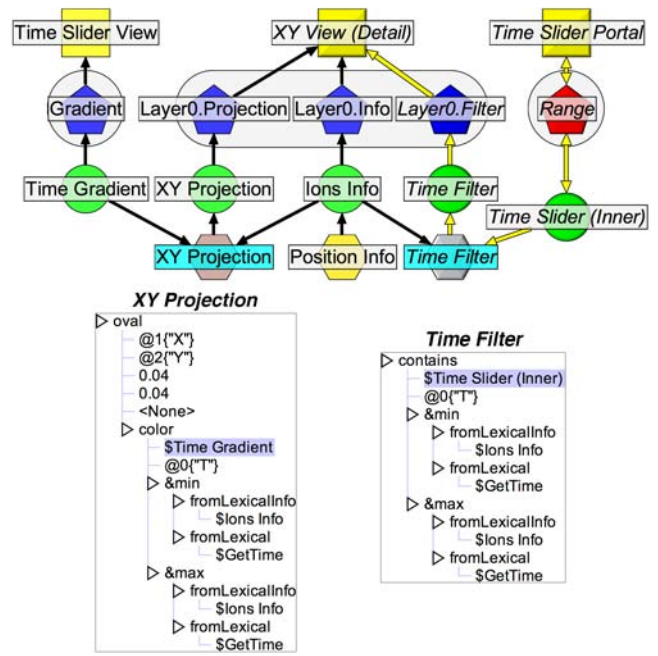 Time Slider View
XY View (Detail)
Time Slider Portal
Gradient
Layer0.Projection
Layer0.Info
Layer0.Filter
Range
Time Gradient
XY Projection
Ions Info
Time Filter
Time Slider (Inner)
XY Projection
Position Info
Time Filter
XY Projection
oval
@1{"X"}
@2{"Y"}
0.04
0.04
<None>
color
$Time Gradient
@0{"T"}
&min
fromLexicalInfo
$Ions Info
fromLexical
$GetTime
&max
fromLexicalInfo
$Ions Info
fromLexical
$GetTime
Time Filter
contains
$Time Slider (Inner)
@0{"T"}
&min
fromLexicalInfo
$Ions Info
fromLexical
$GetTime
&max
fromLexicalInfo
$Ions Info
fromLexical
$GetTime